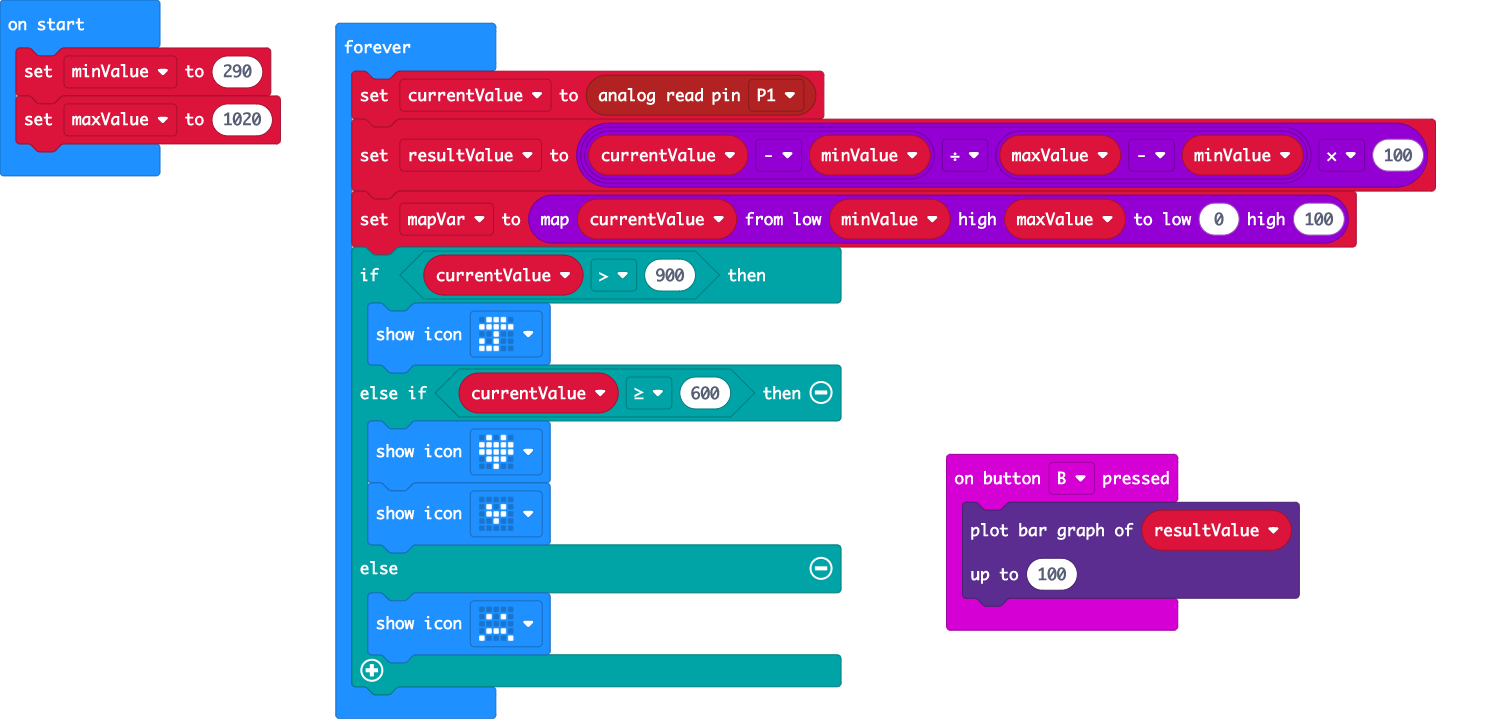 on start
set minValue to 290
set maxValue to 1020
forever
set currentValue to analog read pin P1
set resultValue to currentValue - minValue ÷ maxValue - minValue × 100
set mapVar to map currentValue from low minValue high maxValue to low 0 high 100
if currentValue > 900 then
show icon
else if currentValue ≥ 600 then
show icon
show icon
else
show icon
on button B pressed
plot bar graph of resultValue
up to 100